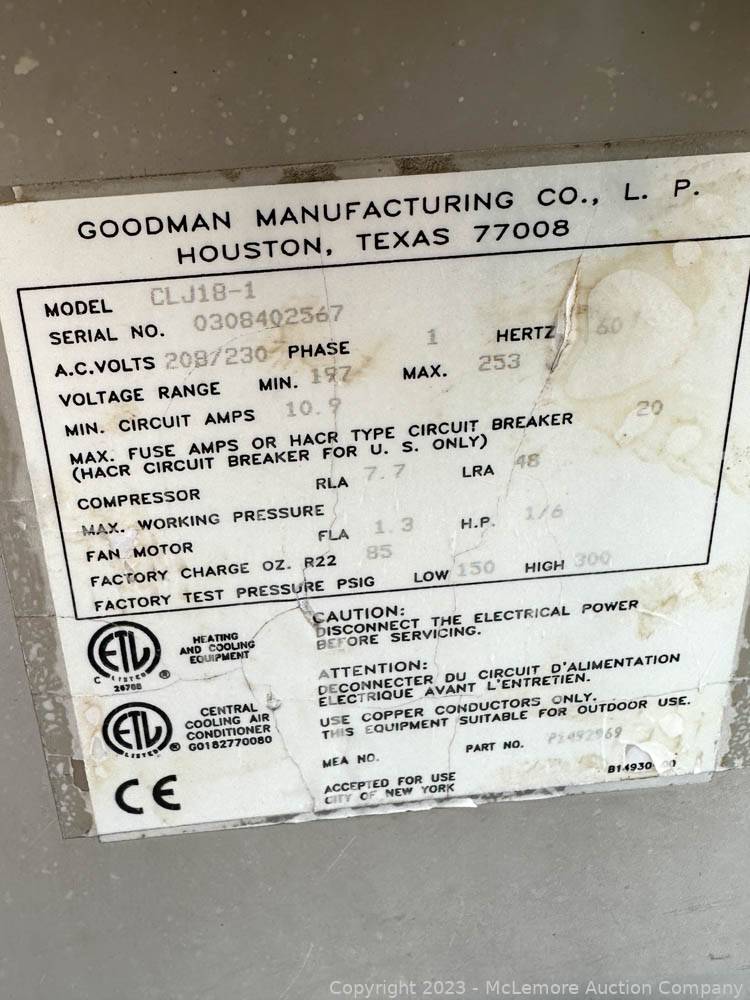 GOODMAN MANUFACTURING CO., L. P.
HOUSTON, TEXAS 77008
MODEL CLJ18-1
SERIAL NO. 0308402567
A.C.VOLTS 208/230 PHASE 1 HERTZ 60
VOLTAGE RANGE MIN. 197 MAX. 253
MIN. CIRCUIT AMPS 10.9
MAX. FUSE AMPS OR HACR TYPE CIRCUIT BREAKER 20
(HACR CIRCUIT BREAKER FOR U. S. ONLY)
COMPRESSOR RLA 7.7 LRA 48
MAX. WORKING PRESSURE
FAN MOTOR FLA 1.3 H.P. 1/6
FACTORY CHARGE OZ. R22 85
FACTORY TEST PRESSURE PSIG LOW 150 HIGH 300
ETL
C LISTED ®
HEATING
AND COOLING
EQUIPMENT
ETL
LISTED ®
CENTRAL
COOLING AIR
CONDITIONER
G0182770080
CE
CAUTION:
DISCONNECT THE ELECTRICAL POWER
BEFORE SERVICING.
ATTENTION:
DECONNECTER DU CIRCUIT D'ALIMENTATION
ELECTRIQUE AVANT L'ENTRETIEN.
USE COPPER CONDUCTORS ONLY.
THIS EQUIPMENT SUITABLE FOR OUTDOOR USE.
MEA NO. PART NO.
ACCEPTED FOR USE
CITY OF NEW YORK
Copyright 2023 - McLemore Auction Company